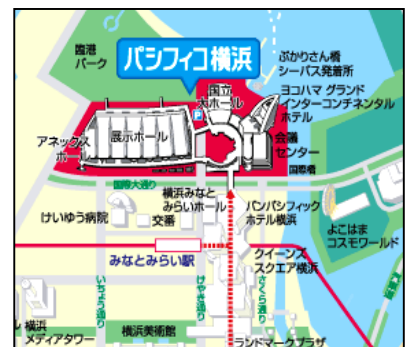 臨港
パーク
パシフィコ横浜
ぷかりさん橋
シーバス発着所
国立
大ホール
ヨコハマ グランド
インターコンチネンタル
ホテル
アネックス
ホール
展示ホール
会議
センター
国際橋
国際大通り
横浜みなと
みらいホール
けいゆう病院
交番
パンパシフィック
ホテル横浜
よこはま
コスモワールド
みなとみらい駅
クイーンズ
スクエア横浜
いちょう通り
けやき通り
さくら通り
横浜
メディアタワー
横浜美術館
ランドマークプラザ